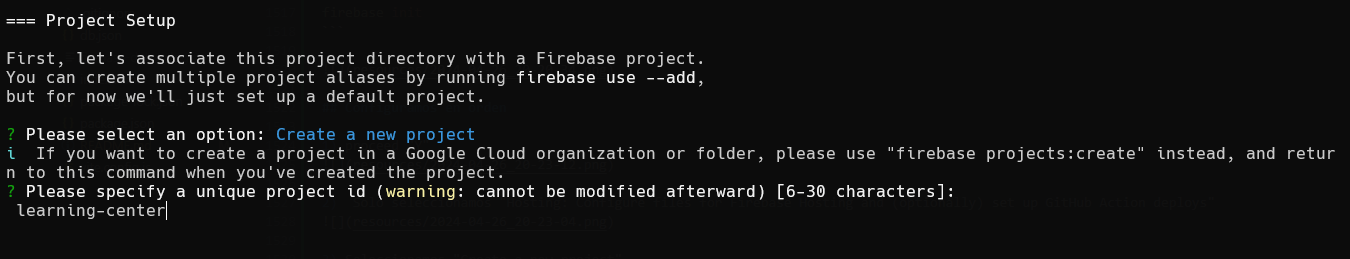 === Project Setup
First, let's associate this project directory with a Firebase project.
You can create multiple project aliases by running firebase use --add,
but for now we'll just set up a default project.
? Please select an option: Create a new project
i  If you want to create a project in a Google Cloud organization or folder, please use "firebase projects:create" instead, and retur
n to this command when you've created the project.
? Please specify a unique project id (warning: cannot be modified afterward) [6-30 characters]:
learning-center